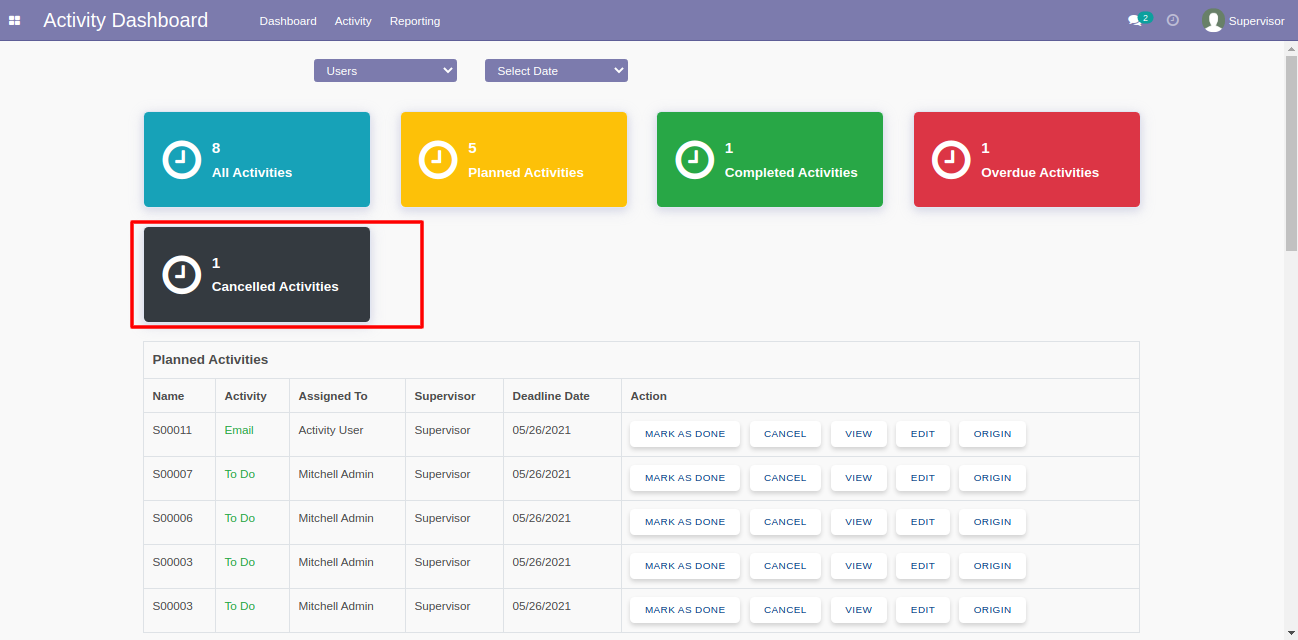 Activity Dashboard Dashboard Activity Reporting 2 Supervisor
Users Select Date
8 5 1 1
All Activities Planned Activities Completed Activities Overdue Activities
1
Cancelled Activities
Planned Activities
Name Activity Assigned To Supervisor Deadline Date Action
S00011 Email Activity User Supervisor 05/26/2021 MARK AS DONE CANCEL VIEW EDIT ORIGIN
S00007 To Do Mitchell Admin Supervisor 05/26/2021 MARK AS DONE CANCEL VIEW EDIT ORIGIN
S00006 To Do Mitchell Admin Supervisor 05/26/2021 MARK AS DONE CANCEL VIEW EDIT ORIGIN
S00003 To Do Mitchell Admin Supervisor 05/26/2021 MARK AS DONE CANCEL VIEW EDIT ORIGIN
S00003 To Do Mitchell Admin Supervisor 05/26/2021 MARK AS DONE CANCEL VIEW EDIT ORIGIN